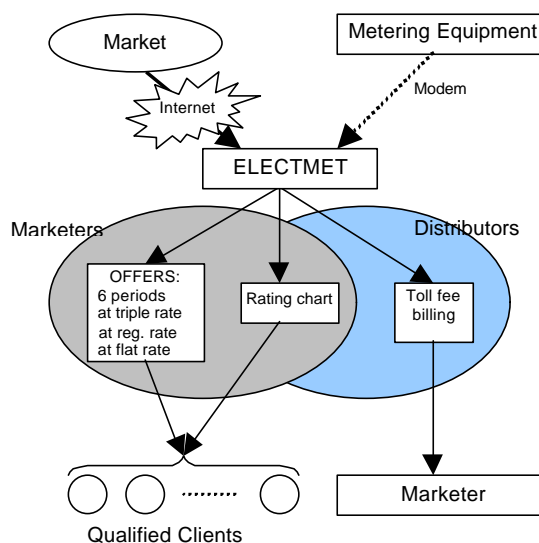 Market
Metering Equipment
Internet
Modem
ELECTMET
Marketers
Distributors
OFFERS:
6 periods
at triple rate
at reg. rate
at flat rate
Rating chart
Toll fee
billing
Marketer
Qualified Clients